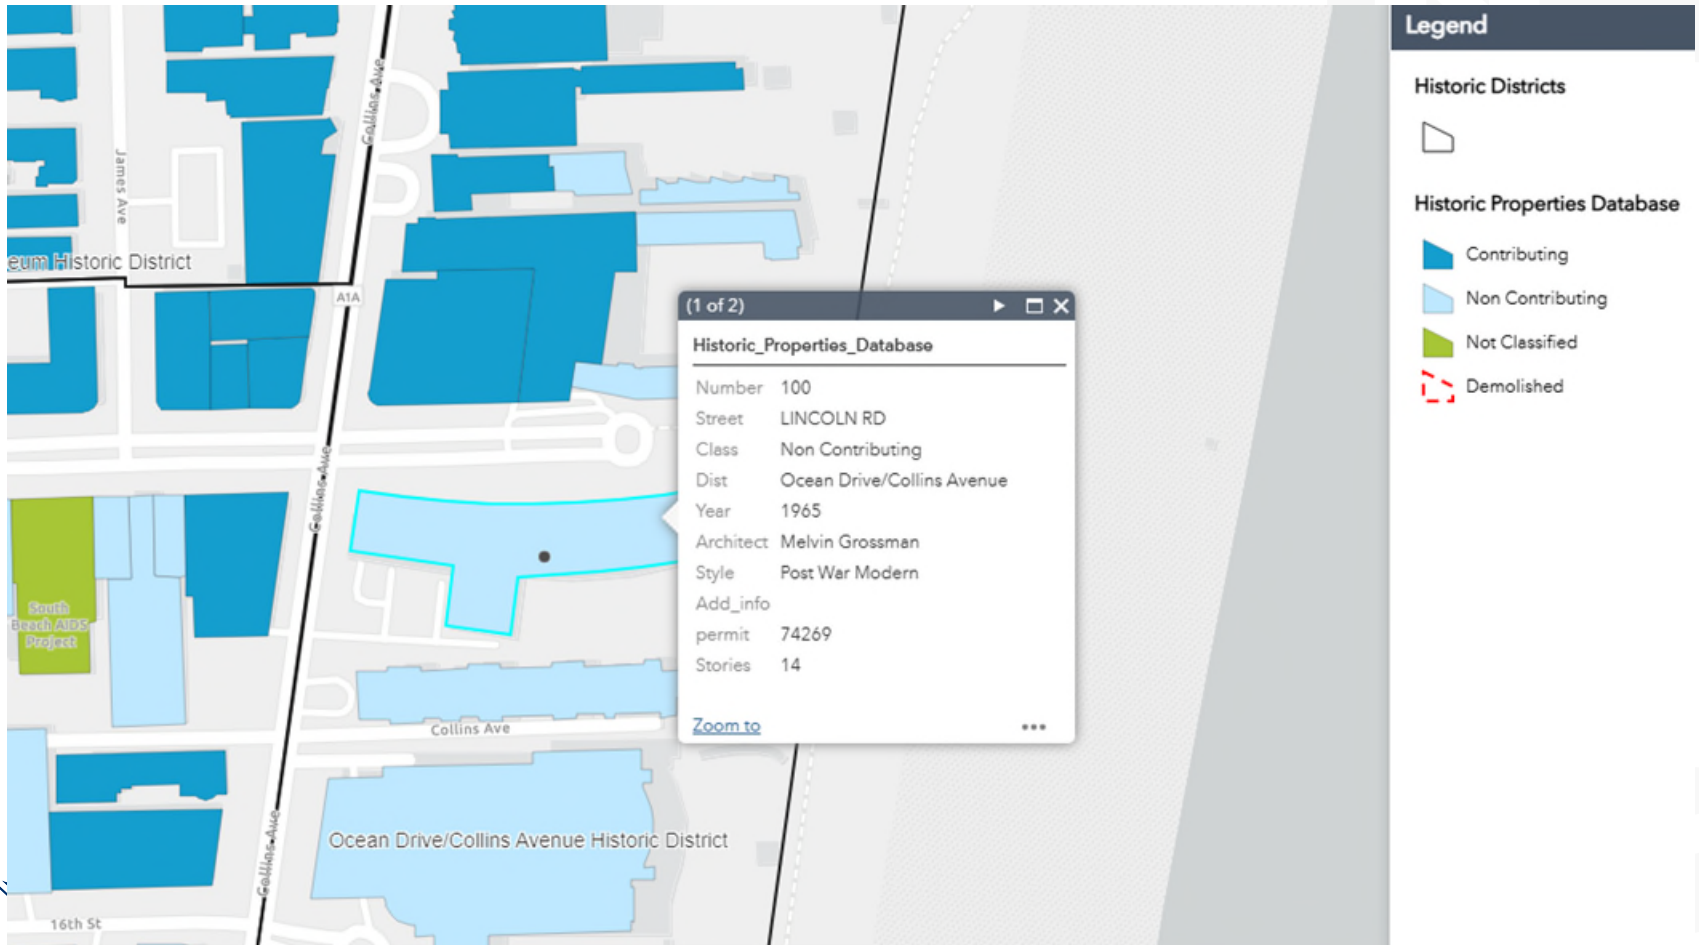 Collins Ave
James Ave
eum Historic District
A1A
Collins Ave
South
Beach AIDS
Project
Collins Ave
Ocean Drive/Collins Avenue Historic District
Collins Ave
16th St
(1 of 2)
Historic_Properties_Database
Number 100
Street LINCOLN RD
Class Non Contributing
Dist Ocean Drive/Collins Avenue
Year 1965
Architect Melvin Grossman
Style Post War Modern
Add_info
permit 74269
Stories 14
Zoom to
Legend
Historic Districts
Historic Properties Database
Contributing
Non Contributing
Not Classified
Demolished